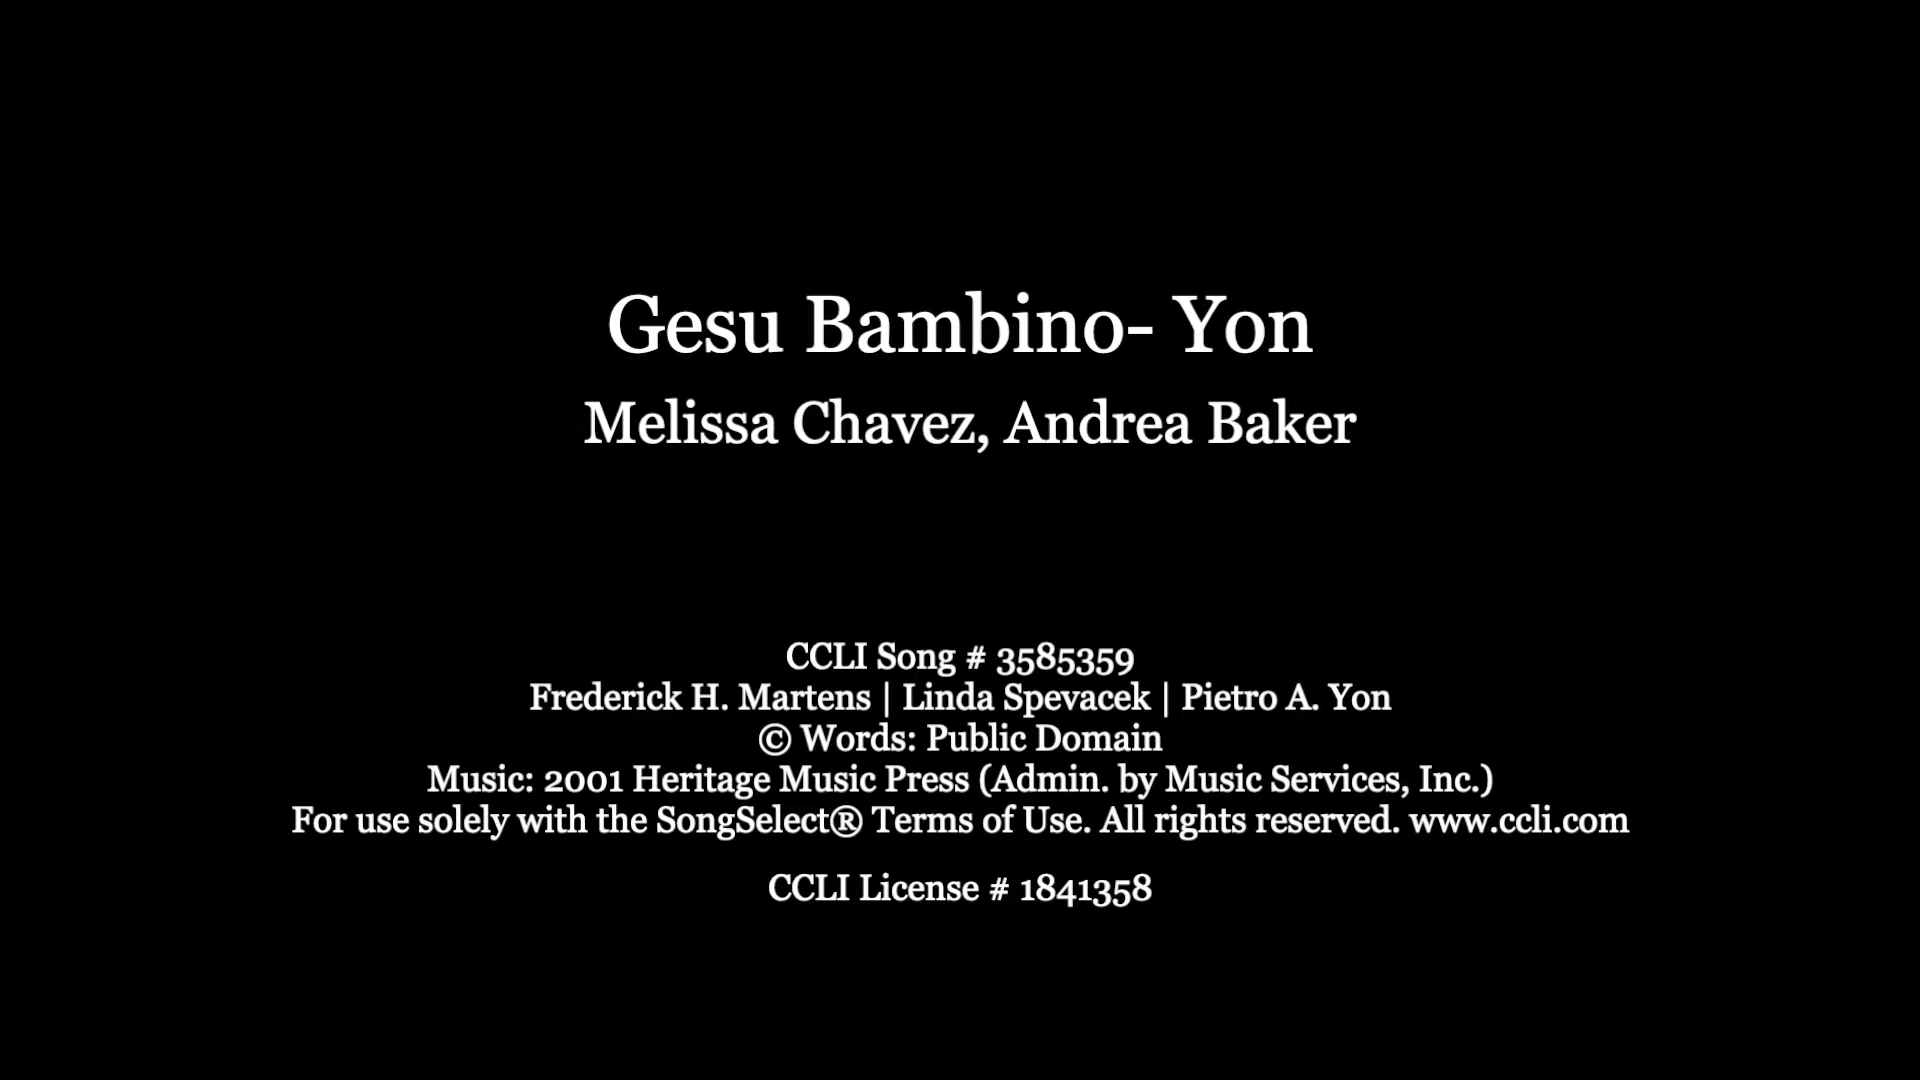 Gesu Bambino- Yon
Melissa Chavez, Andrea Baker
CCLI Song # 3585359
Frederick H. Martens | Linda Spevacek | Pietro A. Yon
© Words: Public Domain
Music: 2001 Heritage Music Press (Admin. by Music Services, Inc.)
For use solely with the SongSelect® Terms of Use. All rights reserved. www.ccli.com
CCLI License # 1841358